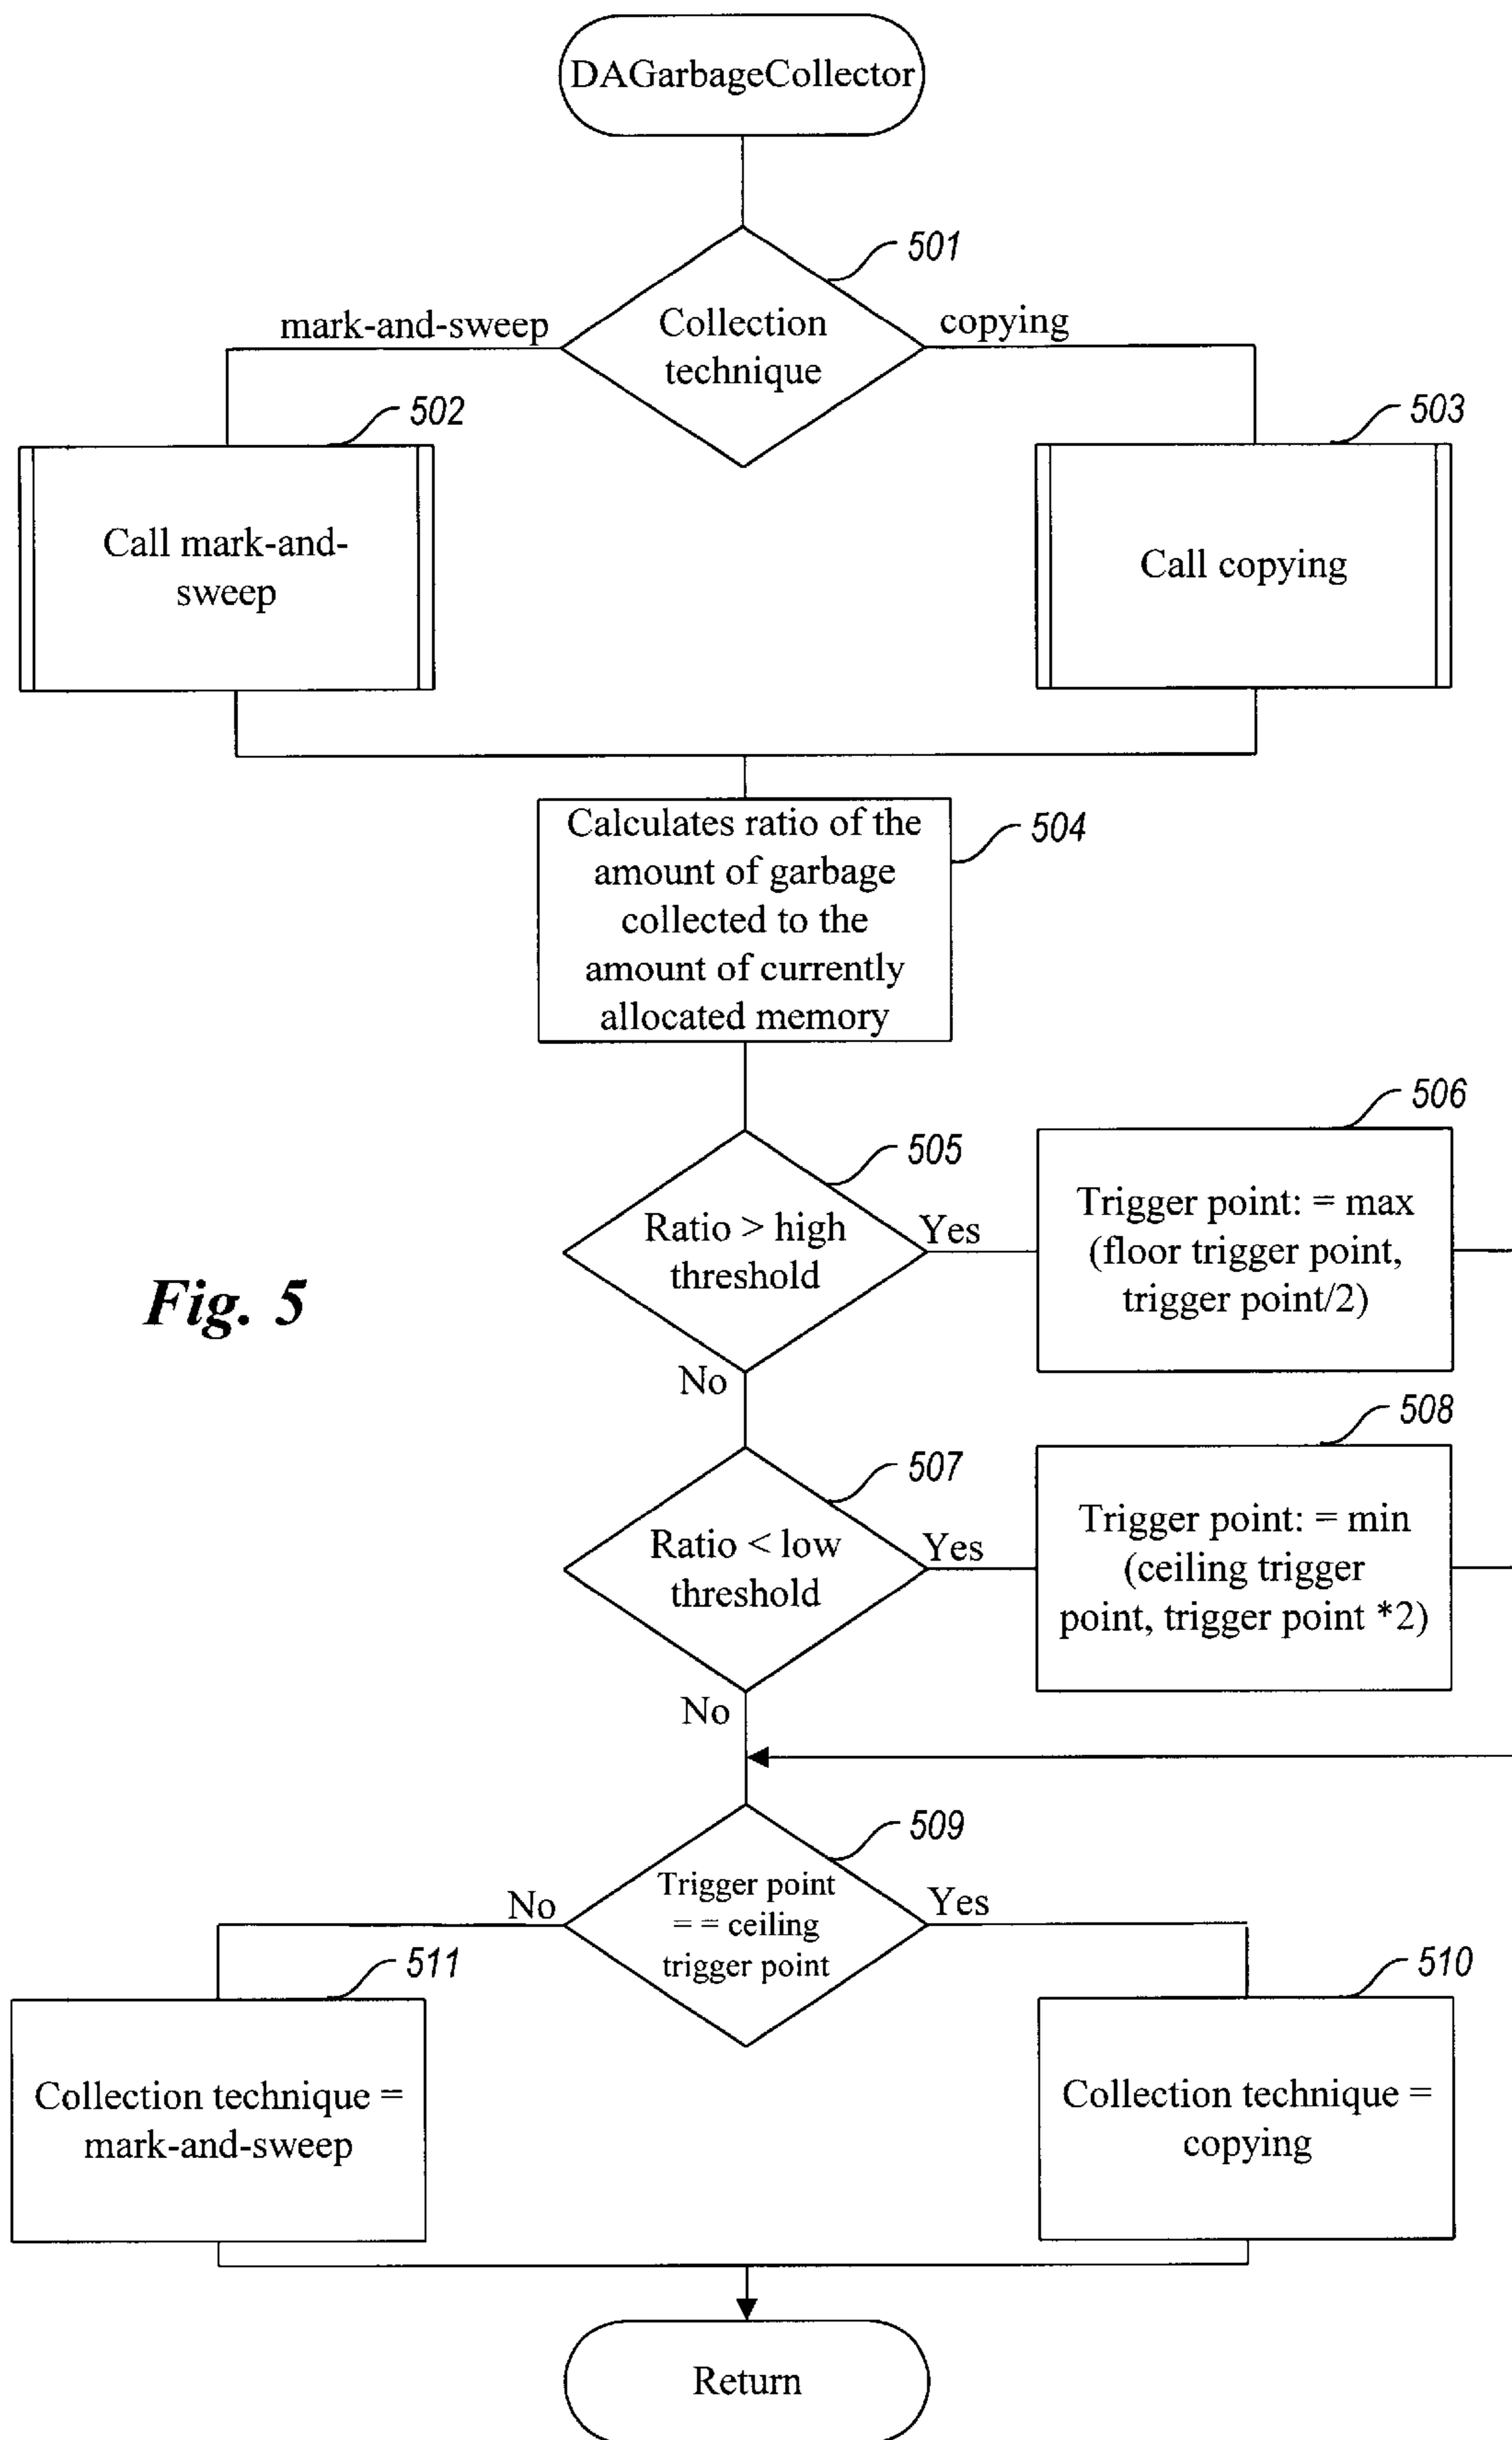 DAGarbageCollector
501
mark-and-sweep
Collection
technique
copying
502
503
Call mark-and-
sweep
Call copying
504
Calculates ratio of the
amount of garbage
collected to the
amount of currently
allocated memory
505
506
Ratio > high
threshold
Yes
Trigger point: = max
(floor trigger point,
trigger point/2)
Fig. 5
No
507
508
Ratio < low
threshold
Yes
Trigger point: = min
(ceiling trigger
point, trigger point *2)
No
509
Trigger point
= = ceiling
trigger point
No
Yes
511
510
Collection technique =
mark-and-sweep
Collection technique =
copying
Return